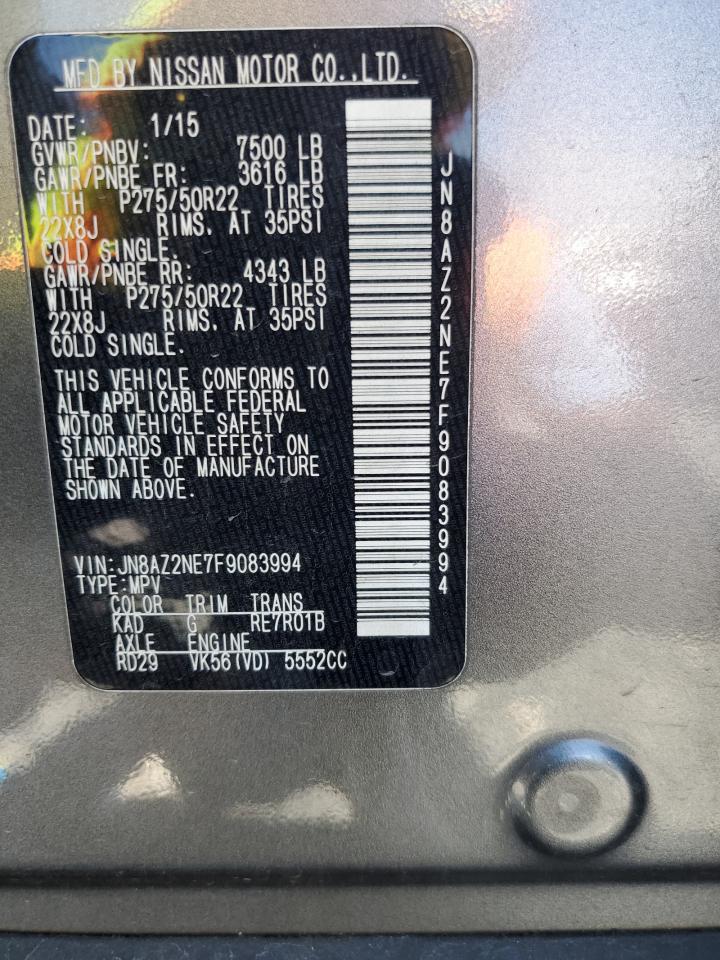 MFD BY NISSAN MOTOR CO.,LTD.
DATE: 1/15
GVWR/PNBV: 7500 LB
GAWR/PNBE FR: 3616 LB
WITH P275/50R22 TIRES
22X8J RIMS. AT 35PSI
COLD SINGLE.
GAWR/PNBE RR: 4343 LB
WITH P275/50R22 TIRES
22X8J RIMS. AT 35PSI
COLD SINGLE.
THIS VEHICLE CONFORMS TO
ALL APPLICABLE FEDERAL
MOTOR VEHICLE SAFETY
STANDARDS IN EFFECT ON
THE DATE OF MANUFACTURE
SHOWN ABOVE.
VIN:JN8AZ2NE7F9083994
TYPE:MPV
COLOR TRIM TRANS
KAD G RE7R01B
AXLE ENGINE
RD29 VK56(VD) 5552CC
JN8AZ2NE7F9083994